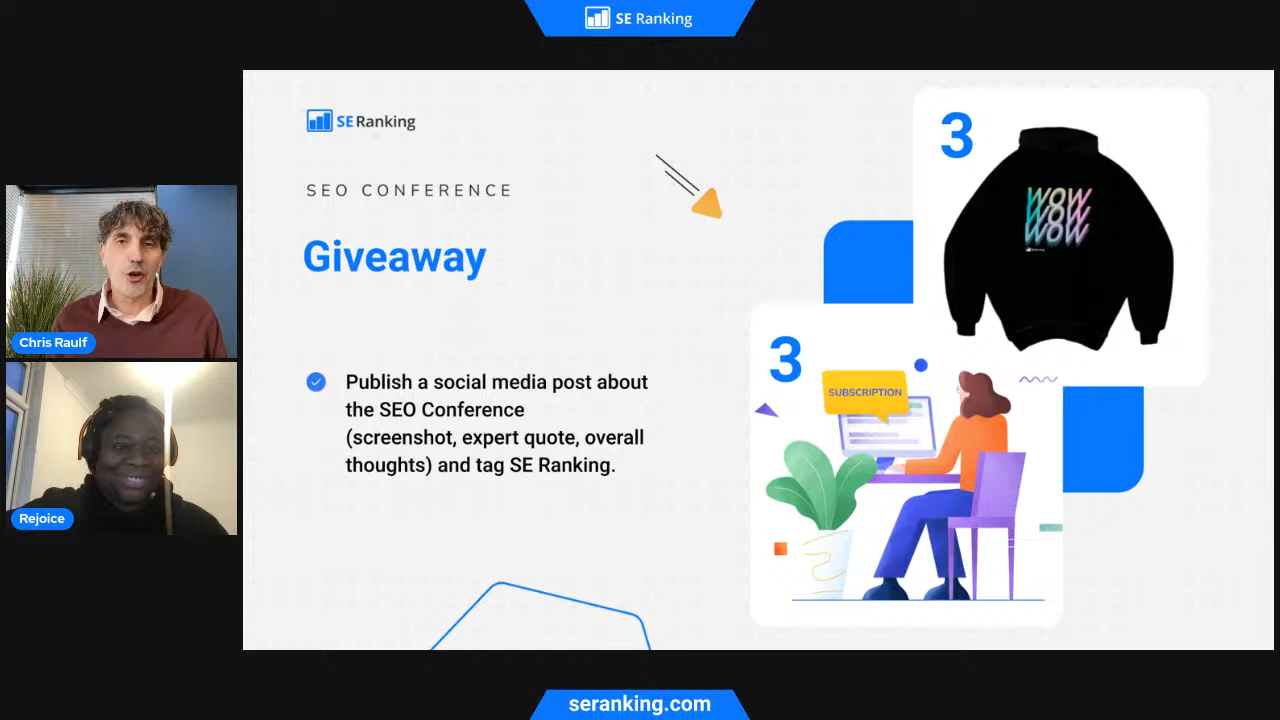 SE Ranking
SE Ranking
SEO CONFERENCE
Giveaway
Publish a social media post about
the SEO Conference
(screenshot, expert quote, overall
thoughts) and tag SE Ranking.
3
WOW
WOW
WOW
3
SUBSCRIPTION
Chris Raulf
Rejoice
seranking.com